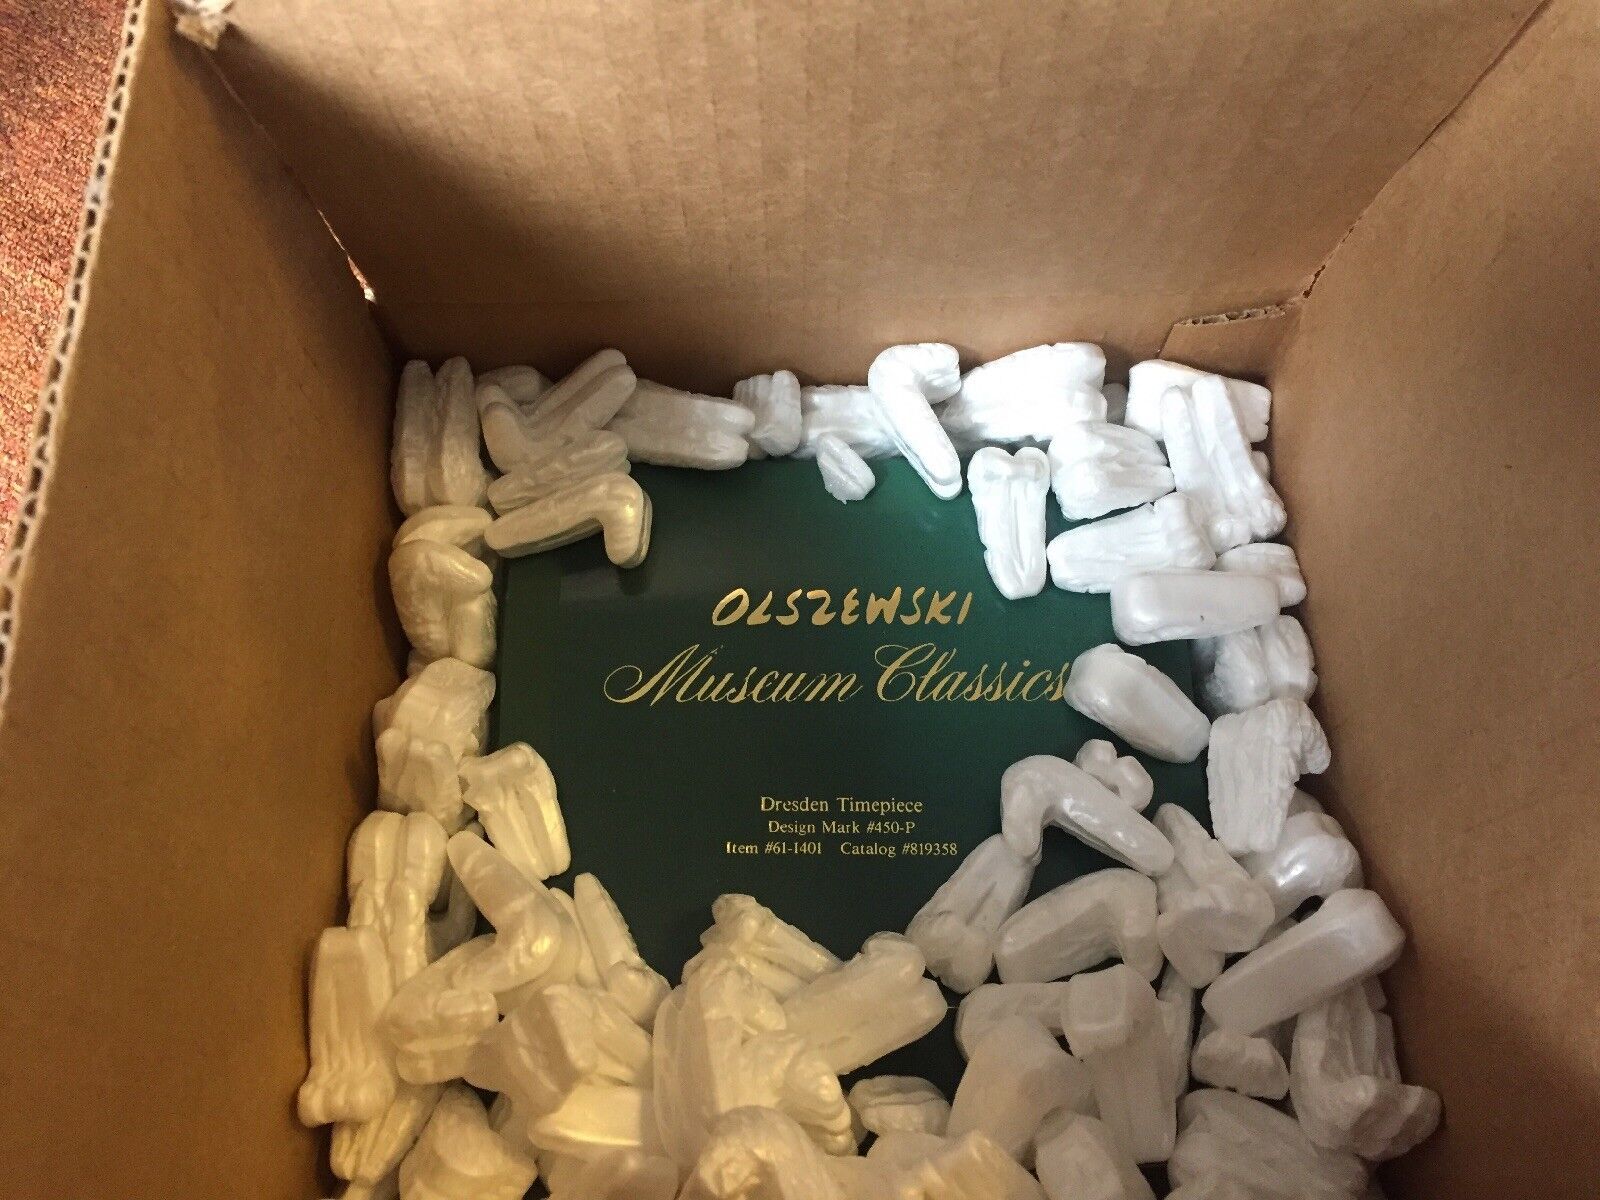 OLSZEWSKI
Museum Classics
Dresden Timepiece
Design Mark #450-P
Item #61-1401 Catalog #819358